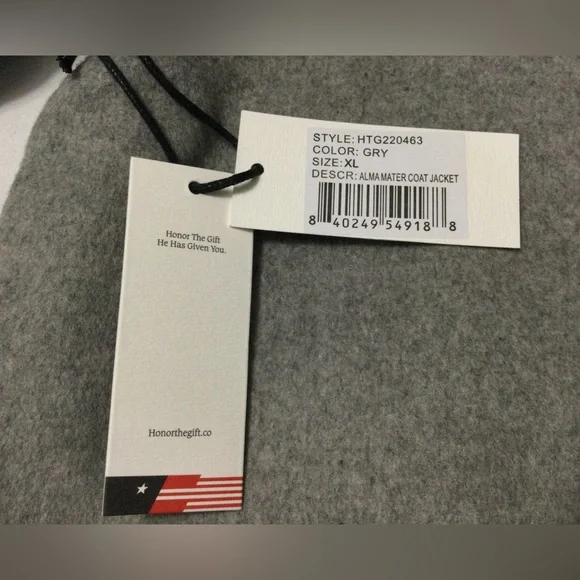 STYLE: HTG220463
COLOR: GRY
SIZE: XL
DESCR: ALMA MATER COAT JACKET
8 40249 54918 8
Honor The Gift
He Has Given You.
Honorthegift.co